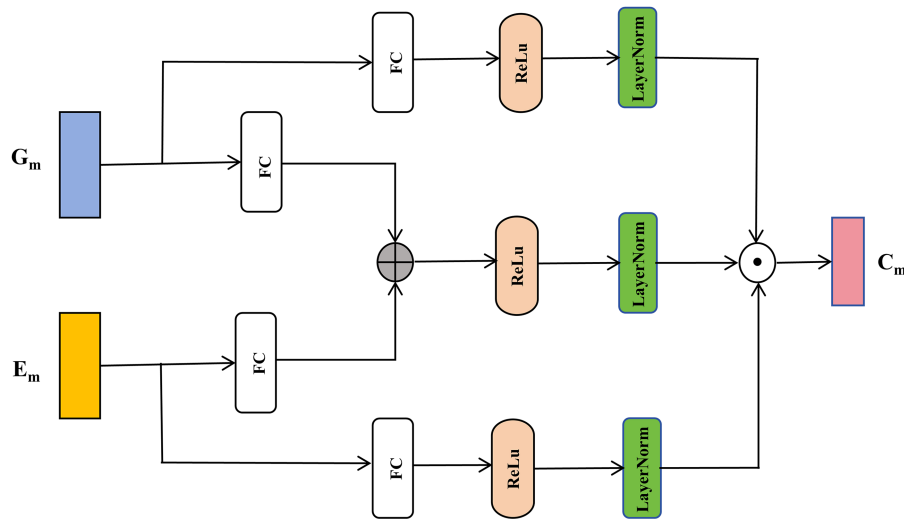 FC
ReLu
LayerNorm
G_m
FC
ReLu
LayerNorm
C_m
E_m
FC
FC
ReLu
LayerNorm